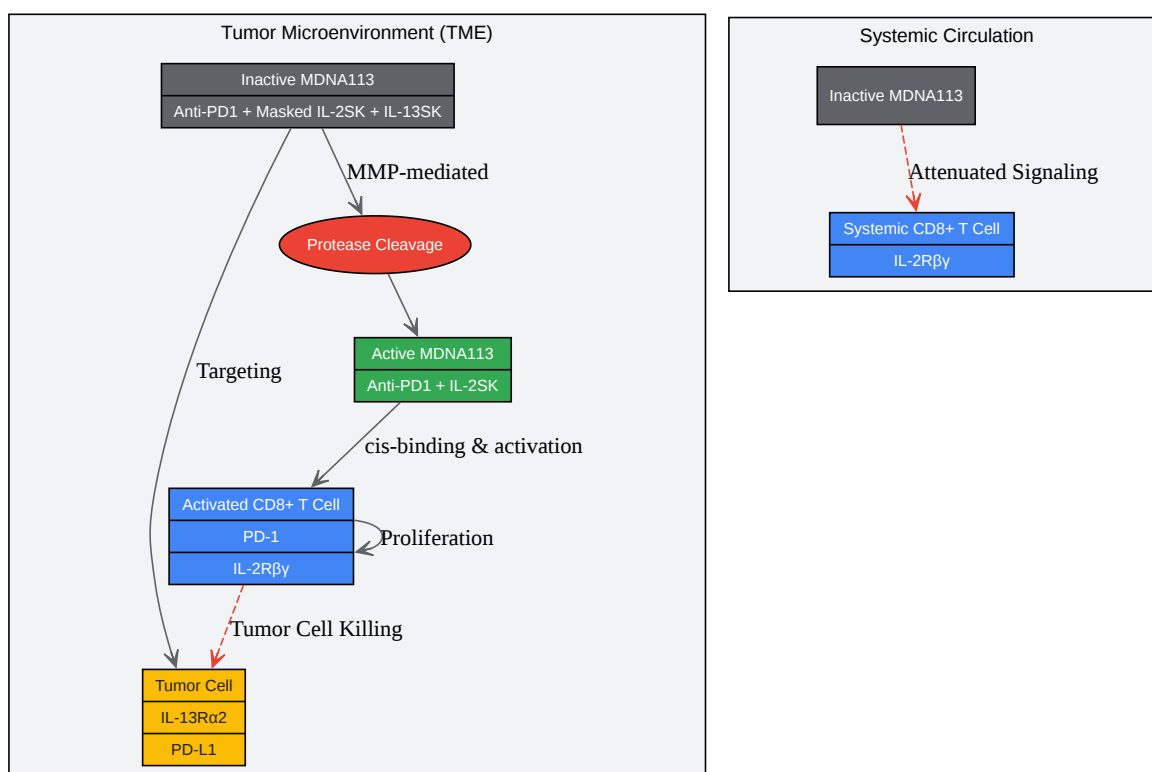 Tumor Microenvironment (TME)
Inactive MDNA113
Anti-PD1 + Masked IL-2SK + IL-13SK
MMP-mediated
Protease Cleavage
Active MDNA113
Anti-PD1 + IL-2SK
Targeting
cis-binding & activation
Activated CD8+ T Cell
PD-1
IL-2Rβγ
Proliferation
Tumor Cell Killing
Tumor Cell
IL-13Rα2
PD-L1
Systemic Circulation
Inactive MDNA113
Attenuated Signaling
Systemic CD8+ T Cell
IL-2Rβγ